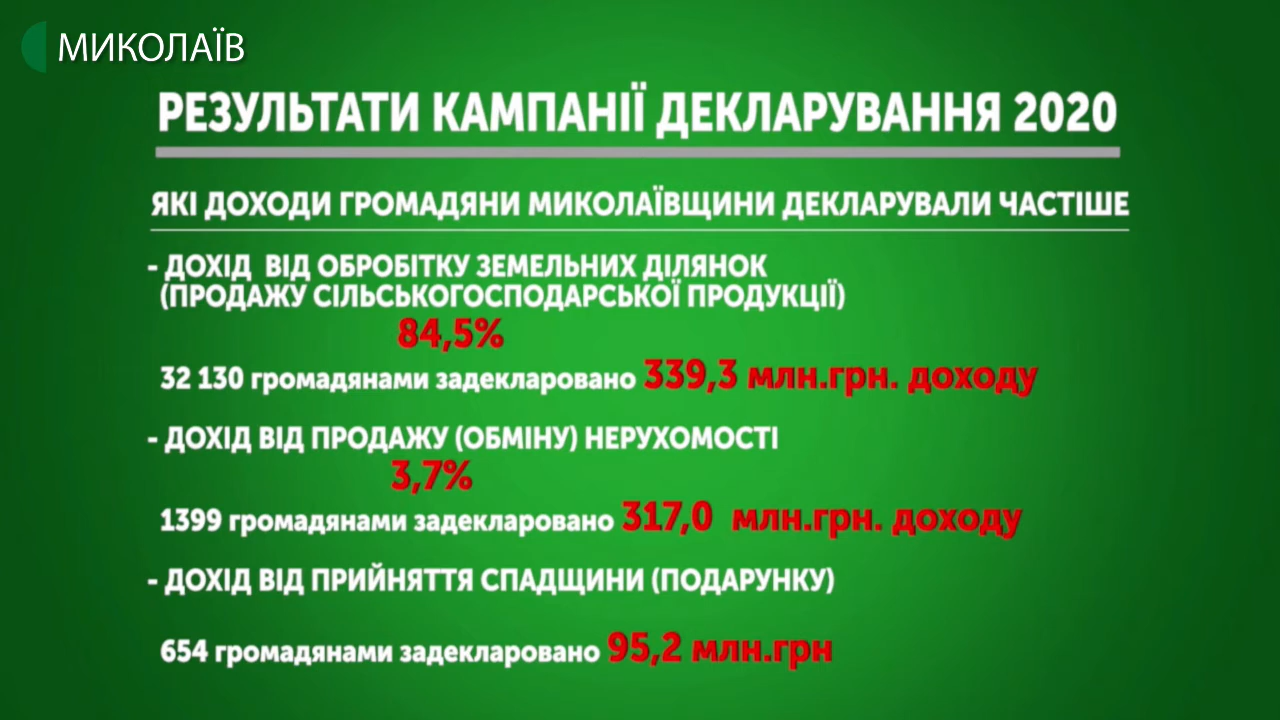 МИКОЛАЇВ
РЕЗУЛЬТАТИ КАМПАНІЇ ДЕКЛАРУВАННЯ 2020
ЯКІ ДОХОДИ ГРОМАДЯНИ МИКОЛАЇВЩИНИ ДЕКЛАРУВАЛИ ЧАСТІШЕ
- ДОХІД ВІД ОБРОБІТКУ ЗЕМЕЛЬНИХ ДІЛЯНОК
(ПРОДАЖУ СІЛЬСЬКОГОСПОДАРСЬКОЇ ПРОДУКЦІЇ)
84,5%
32 130 громадянами задекларовано 339,3 млн.грн. доходу
- ДОХІД ВІД ПРОДАЖУ (ОБМІНУ) НЕРУХОМОСТІ
3,7%
1399 громадянами задекларовано 317,0 млн.грн. доходу
- ДОХІД ВІД ПРИЙНЯТТЯ СПАДЩИНИ (ПОДАРУНКУ)
654 громадянами задекларовано 95,2 млн.грн